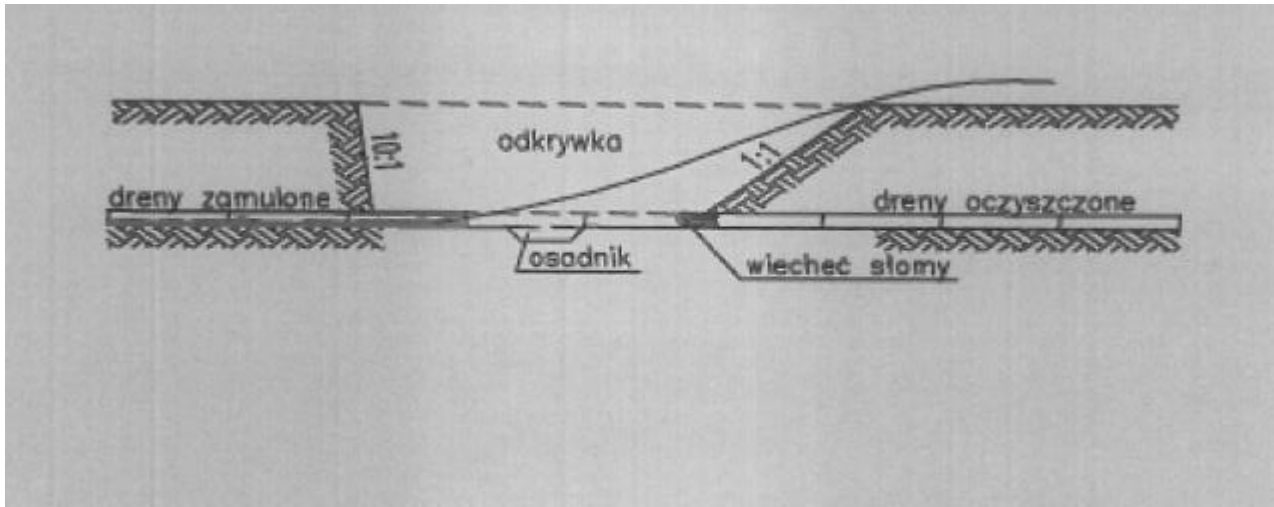 odkrywka
10:1
1:1
dreny zamulone
dreny oczyszczone
osadnik
wiecheć słomy